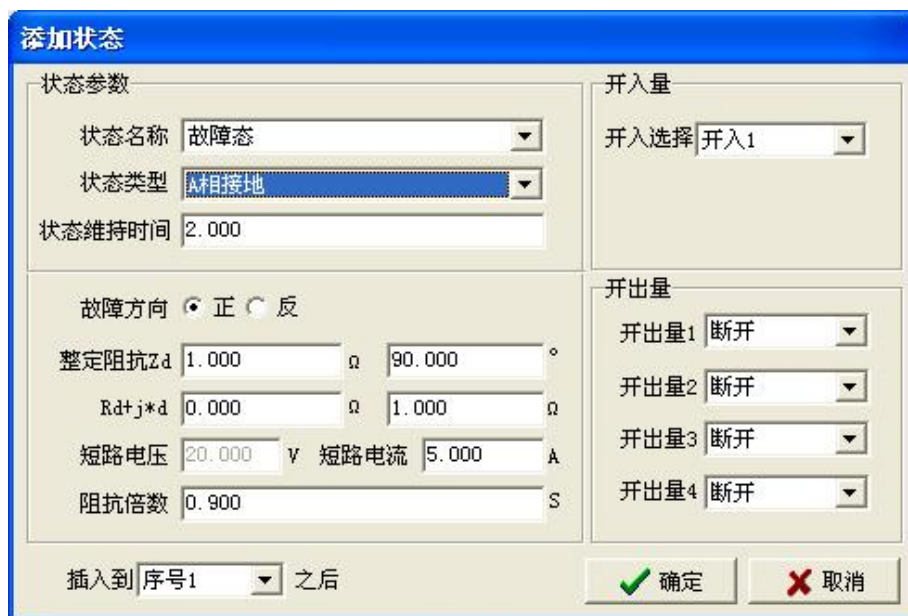 添加状态
状态参数
状态名称 故障态
状态类型 A相接地
状态维持时间 2.000
故障方向 正 反
整定阻抗Zd 1.000 Ω 90.000 °
Rd+j*d 0.000 Ω 1.000 Ω
短路电压 20.000 V 短路电流 5.000 A
阻抗倍数 0.900 S
插入到 序号1 之后
开入量
开入选择 开入1
开出量
开出量1 断开
开出量2 断开
开出量3 断开
开出量4 断开
确定 取消